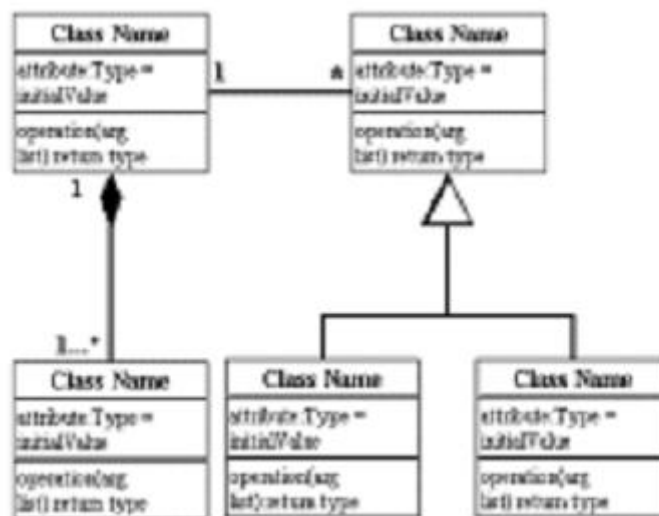 Class Name
attribute:Type =
initialValue
operation(arg
list):return type
Class Name
attribute:Type =
initialValue
operation(arg
list):return type
1
*
1
1...*
Class Name
attribute:Type =
initialValue
operation(arg
list):return type
Class Name
attribute:Type =
initialValue
operation(arg
list):return type
Class Name
attribute:Type =
initialValue
operation(arg
list):return type